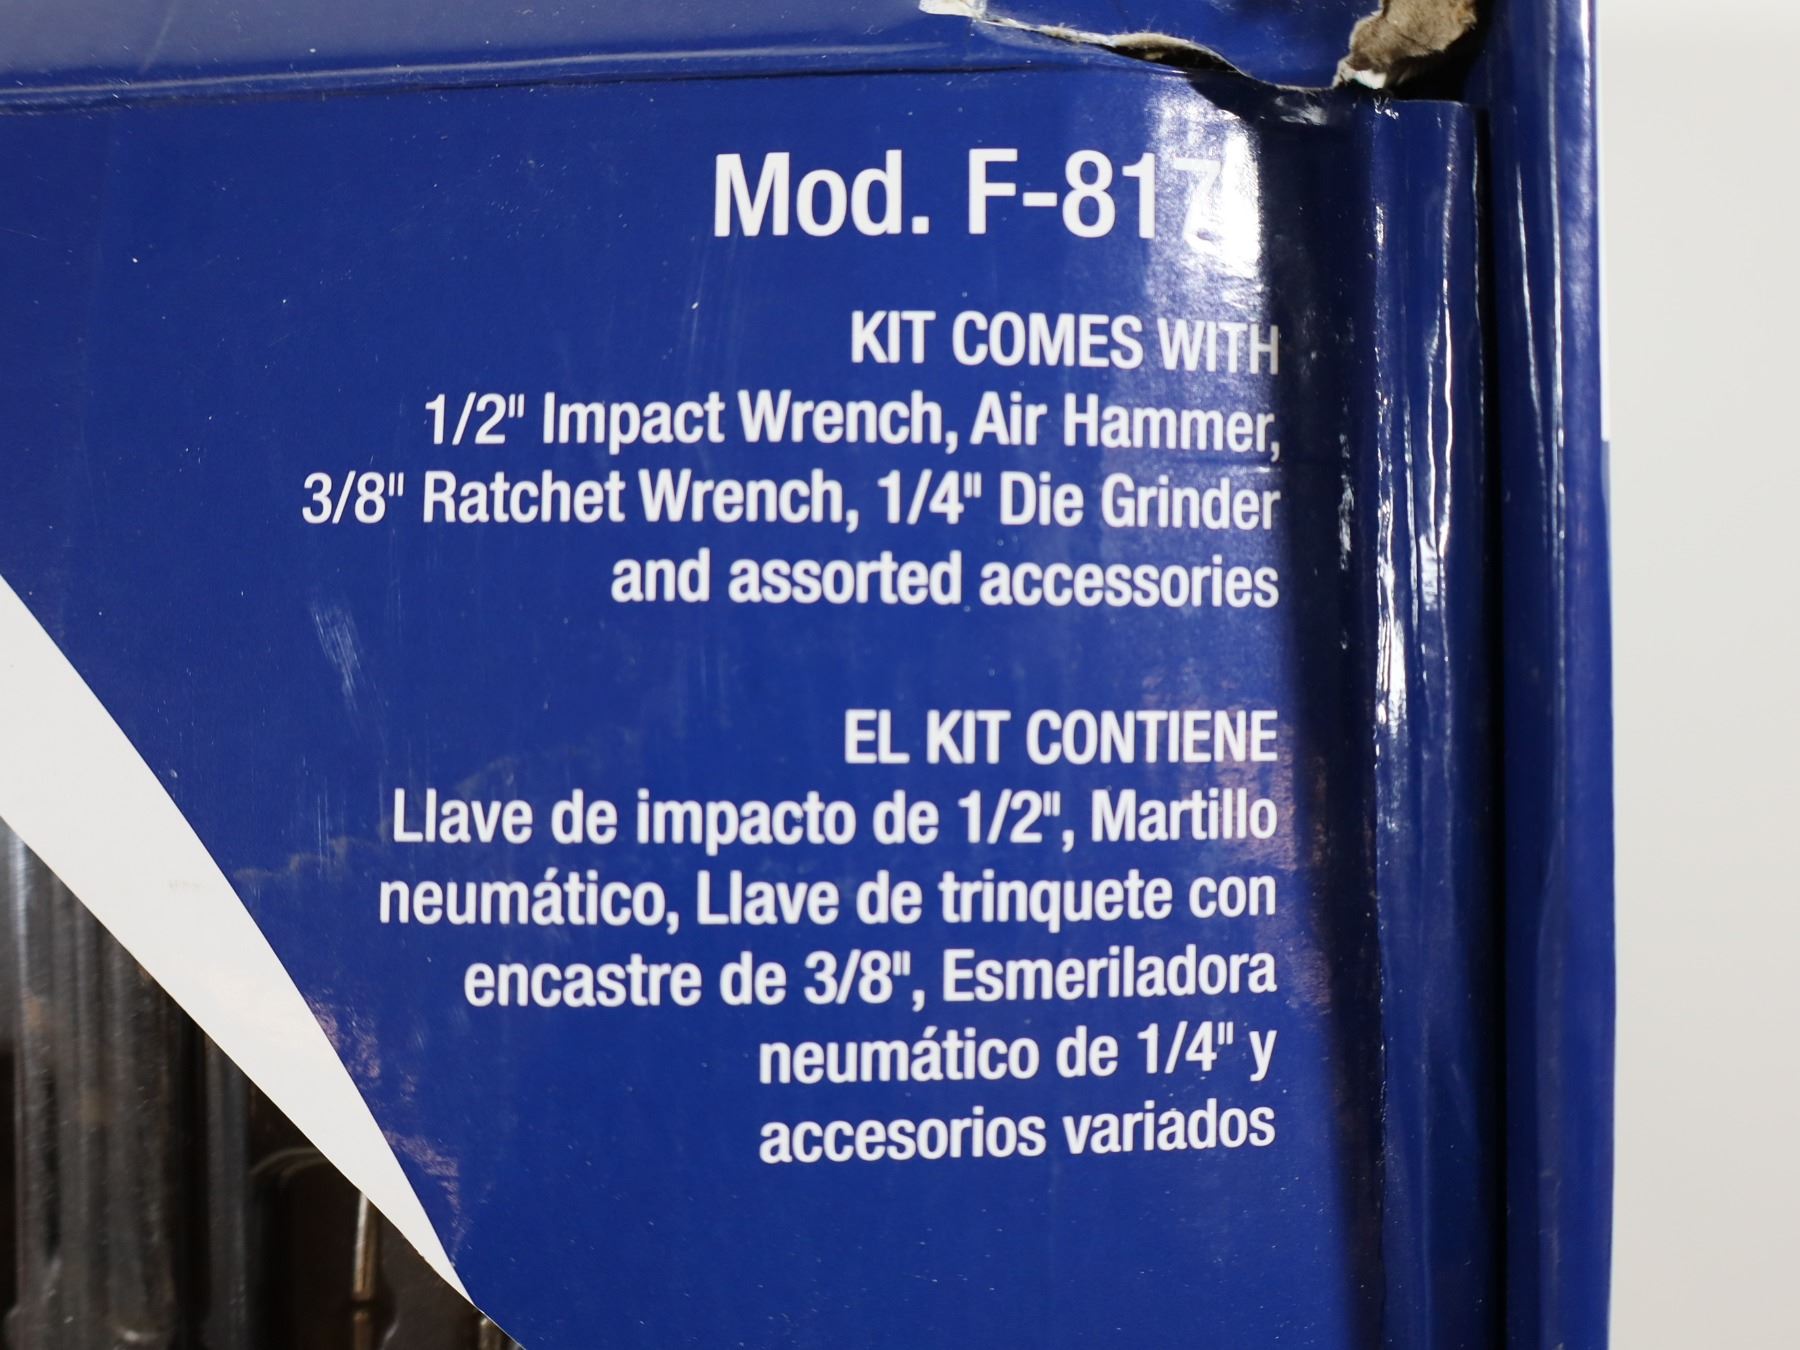 Mod.
KIT COMES WITH
1/2" Impact Wrench, Air Hammer,
3/8" Ratchet Wrench, 1/4" Die Grinder
and assorted accessories
EL KIT CONTIENE
Llave de impacto de 1/2", Martillo
neumático, Llave de trinquete con
encastre de 3/8", Esmeriladora
neumático de 1/4" y
accesorios variados